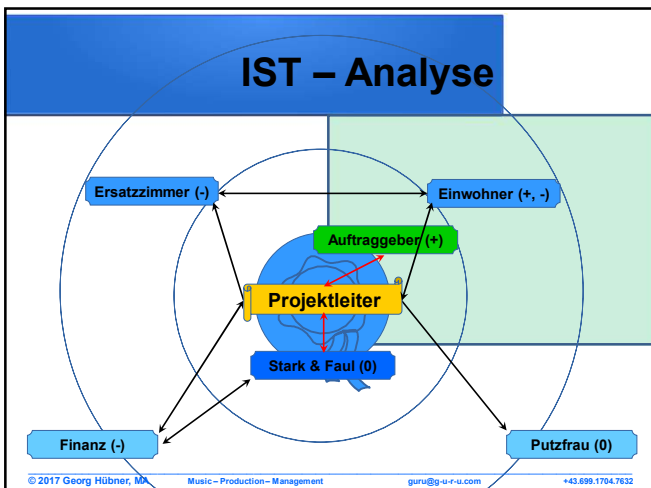 IST – Analyse
Ersatzzimmer (-)
Einwohner (+, -)
Auftraggeber (+)
Projektleiter
Stark & Faul (0)
Finanz (-)
Putzfrau (0)
© 2017 Georg Hübner, MA Music – Production – Management guru@g-u-r-u.com +43.699.1704.7632